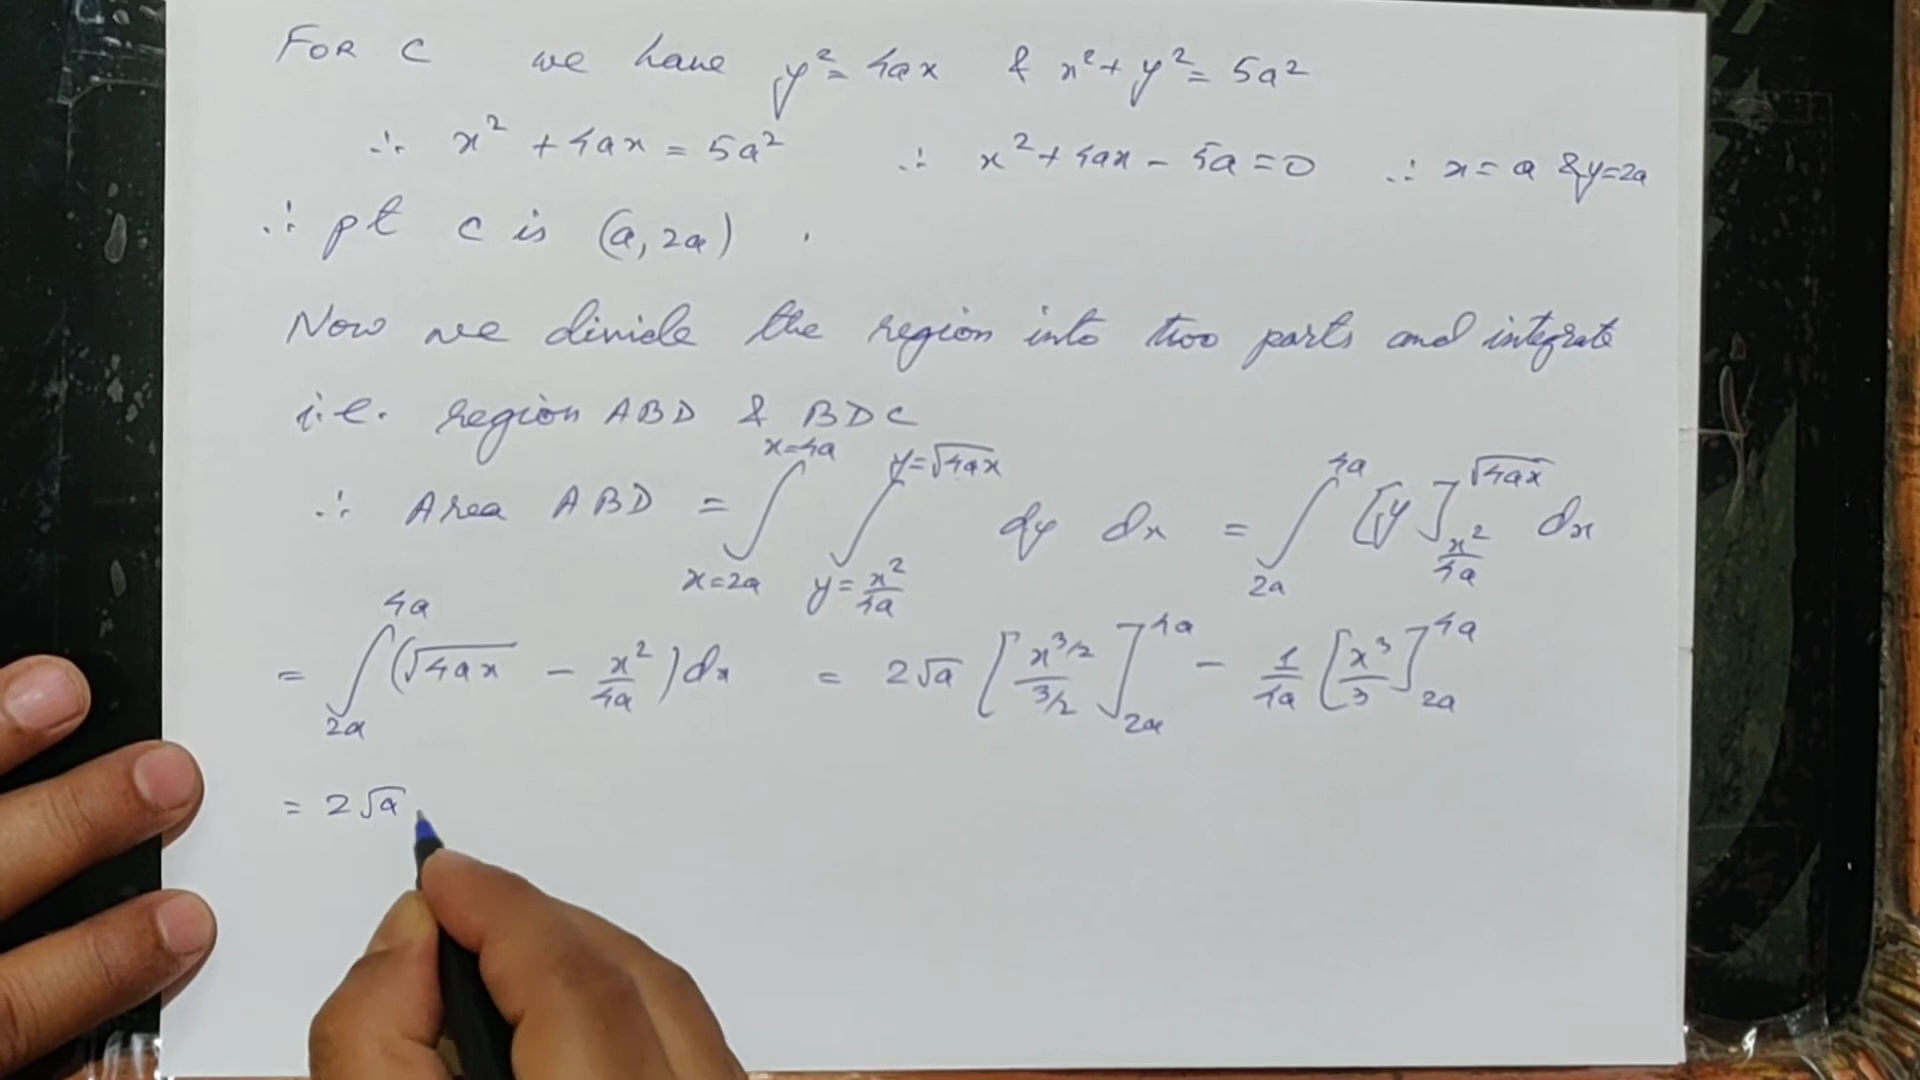 FOR C we have y² = 4ax & x² + y² = 5a²
∴ x² + 4ax = 5a² ∴ x² + 4ax - 5a = 0 ∴ x = a & y = 2a
∴ pt C is (a, 2a) .
Now we divide the region into two parts and integrate
i.e. region ABD & BDC
∴ Area ABD = ∫_{x=2a}^{x=4a} ∫_{y=x²/4a}^{y=√4ax} dy dx = ∫_{2a}^{4a} [y]_{x²/4a}^{√4ax} dx
= ∫_{2a}^{4a} (√4ax - x²/4a) dx = 2√a [x^{3/2}/(3/2)]_{2a}^{4a} - 1/4a [x³/3]_{2a}^{4a}
= 2√a